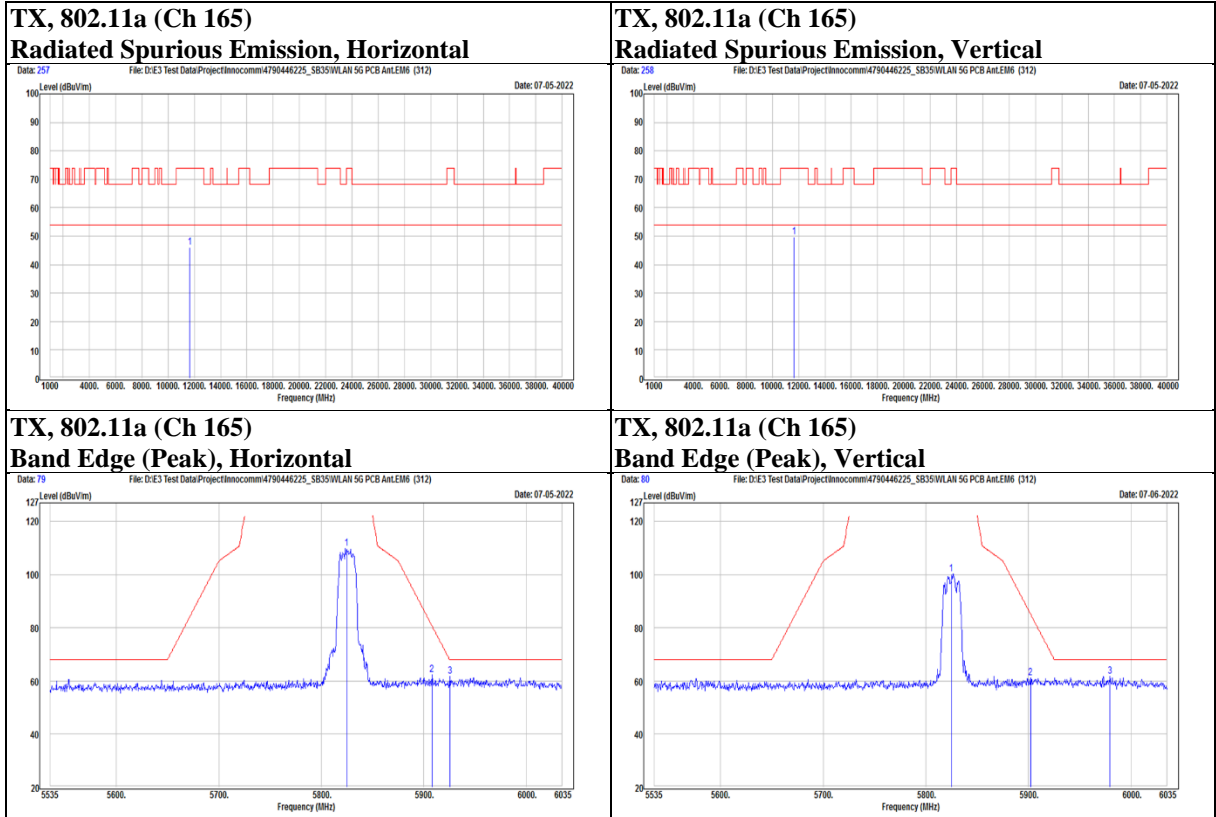 TX, 802.11a (Ch 165)
Radiated Spurious Emission, Horizontal
Data: 257 File: D:\E3 Test Data\Project\Innocomm\4790446225_SB35\WLAN 5G PCB Ant.EM6 (312)
Level (dBuV/m) Date: 07-05-2022
100
90
80
70
60
50
40
30
20
10
0
1
1000 4000. 6000. 8000. 10000. 12000. 14000. 16000. 18000. 20000. 22000. 24000. 26000. 28000. 30000. 32000. 34000. 36000. 38000. 40000
Frequency (MHz)
TX, 802.11a (Ch 165)
Radiated Spurious Emission, Vertical
Data: 258 File: D:\E3 Test Data\Project\Innocomm\4790446225_SB35\WLAN 5G PCB Ant.EM6 (312)
Level (dBuV/m) Date: 07-05-2022
100
90
80
70
60
50
40
30
20
10
0
1
1000 4000. 6000. 8000. 10000. 12000. 14000. 16000. 18000. 20000. 22000. 24000. 26000. 28000. 30000. 32000. 34000. 36000. 38000. 40000
Frequency (MHz)
TX, 802.11a (Ch 165)
Band Edge (Peak), Horizontal
Data: 79 File: D:\E3 Test Data\Project\Innocomm\4790446225_SB35\WLAN 5G PCB Ant.EM6 (312)
Level (dBuV/m) Date: 07-05-2022
127
120
100
80
60
40
20
1
2
3
5535 5600. 5700. 5800. 5900. 6000. 6035
Frequency (MHz)
TX, 802.11a (Ch 165)
Band Edge (Peak), Vertical
Data: 80 File: D:\E3 Test Data\Project\Innocomm\4790446225_SB35\WLAN 5G PCB Ant.EM6 (312)
Level (dBuV/m) Date: 07-06-2022
127
120
100
80
60
40
20
1
2
3
5535 5600. 5700. 5800. 5900. 6000. 6035
Frequency (MHz)